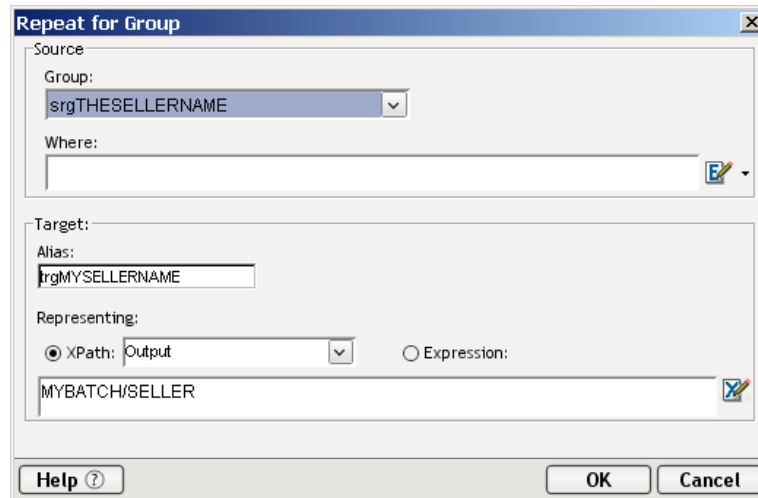 Repeat for Group
Source
Group:
srgTHESELLERNAME
Where:
Target:
Alias:
trgMYSELLERNAME
Representing:
XPath: Output Expression:
MYBATCH/SELLER
Help ? OK Cancel